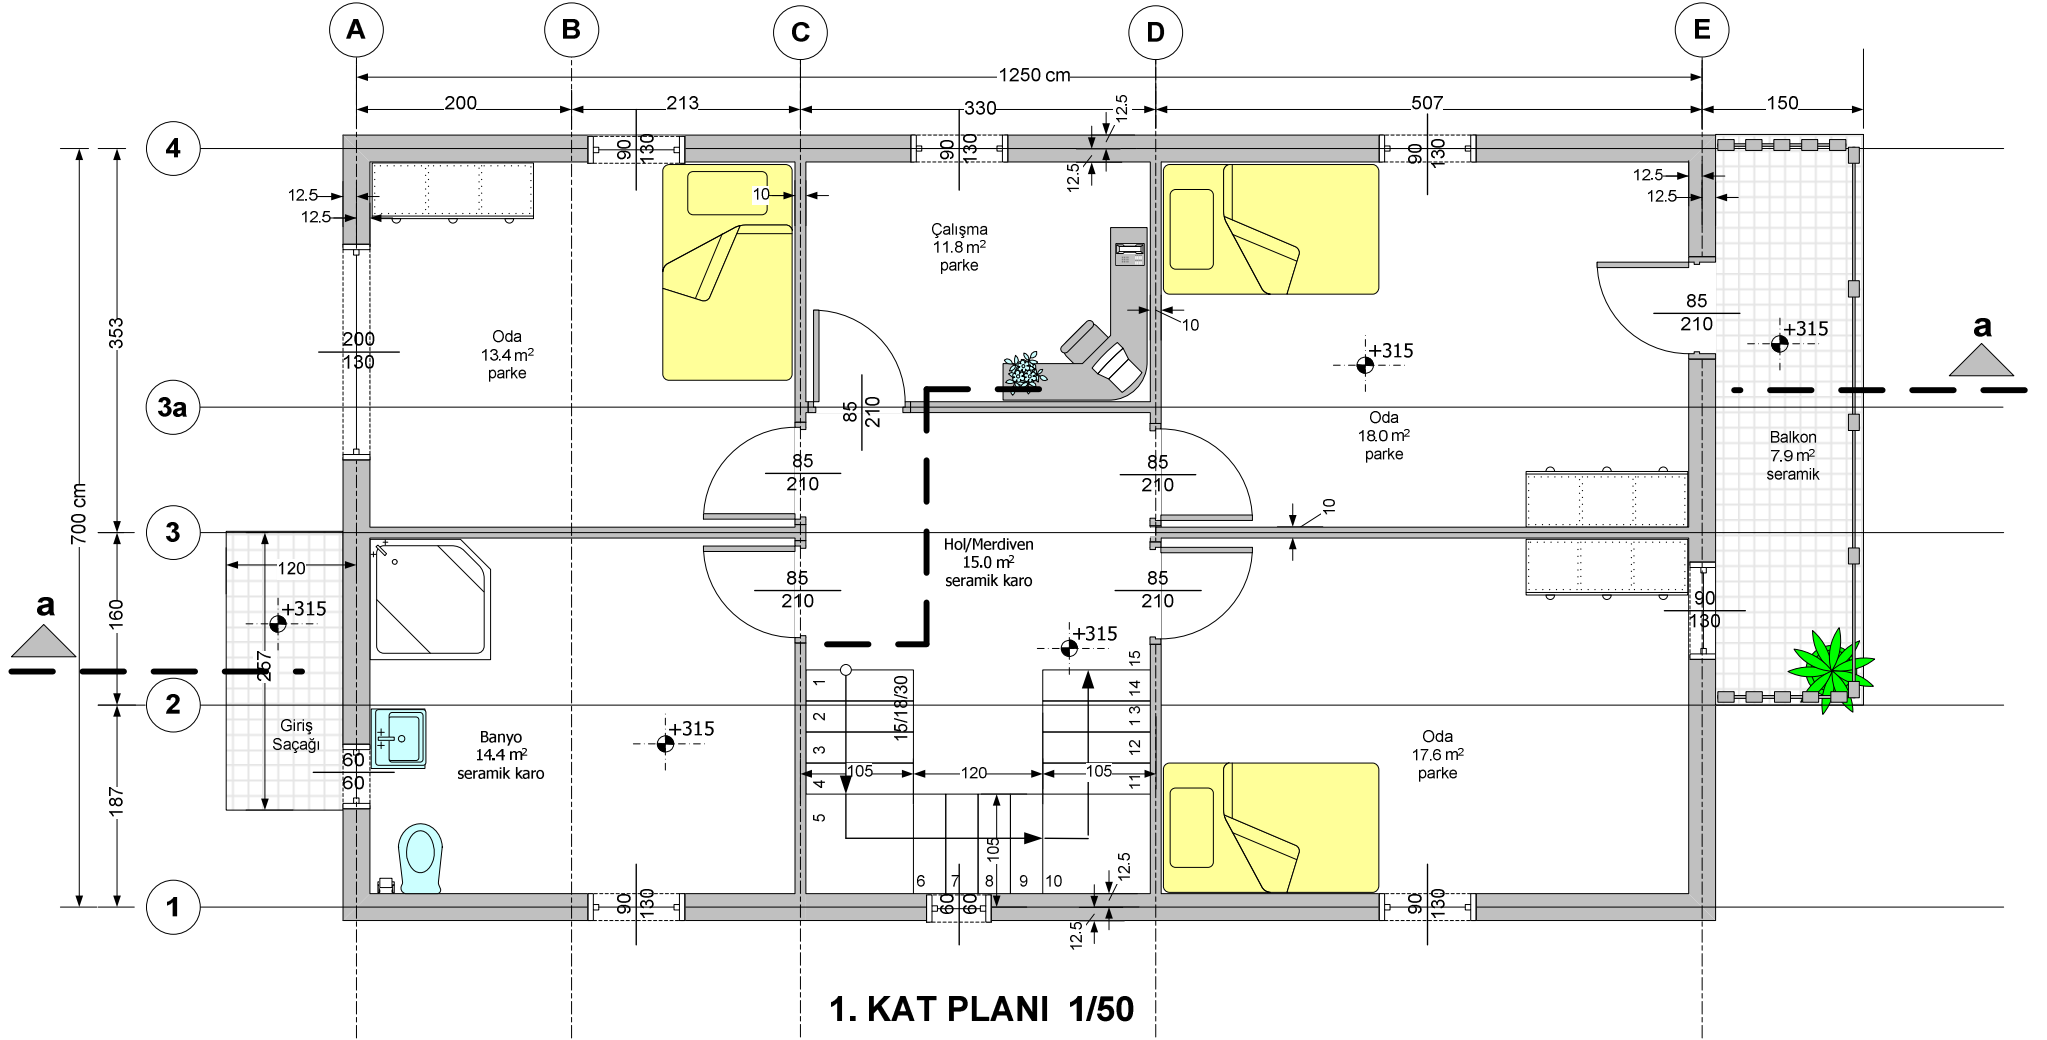 A
B
C
D
E
1250 cm
200
213
330
507
150
12.5
12.5
4
90
130
90
130
90
130
12.5
12.5
10
12.5
12.5
Çalışma
11.8 m²
parke
85
210
+315
a
353
200
130
Oda
13.4 m²
parke
10
+315
3a
85
210
Oda
18.0 m²
parke
Balkon
7.9 m²
seramik
85
210
85
210
700 cm
10
3
Hol/Merdiven
15.0 m²
seramik karo
120
85
210
85
210
90
130
a
+315
160
+315
267
15
1
14
15/18/30
2
13
2
Giriş
Saçağı
Banyo
14.4 m²
seramik karo
+315
3
12
Oda
17.6 m²
parke
60
60
105
120
105
4
11
187
5
105
6
7
8
9
10
12.5
1
90
130
60
60
90
130
12.5
1. KAT PLANI 1/50